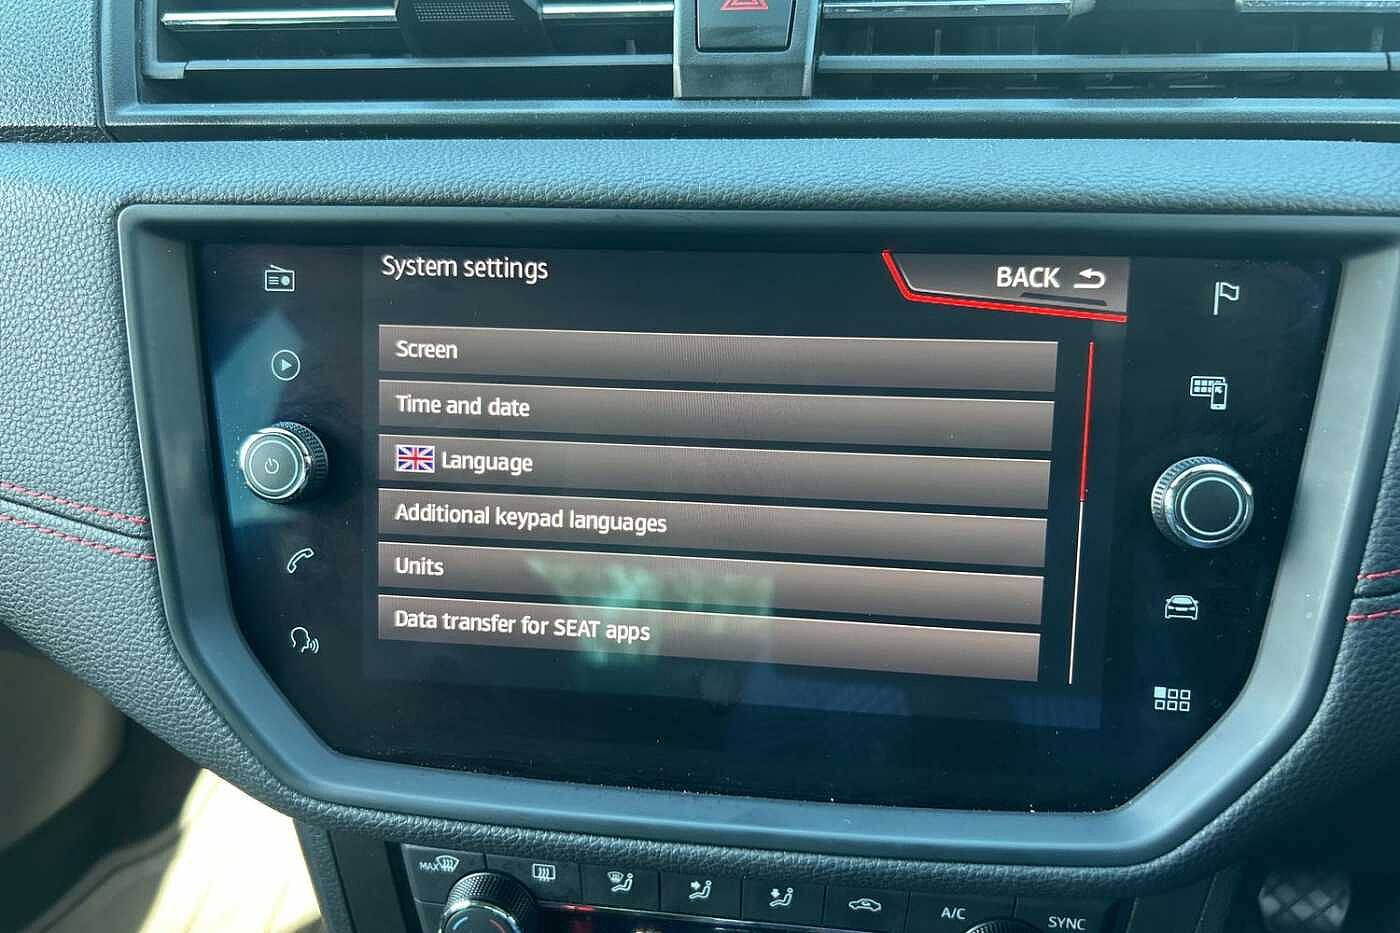 System settings
BACK
Screen
Time and date
Language
Additional keypad languages
Units
Data transfer for SEAT apps
MAX
A/C
SYNC